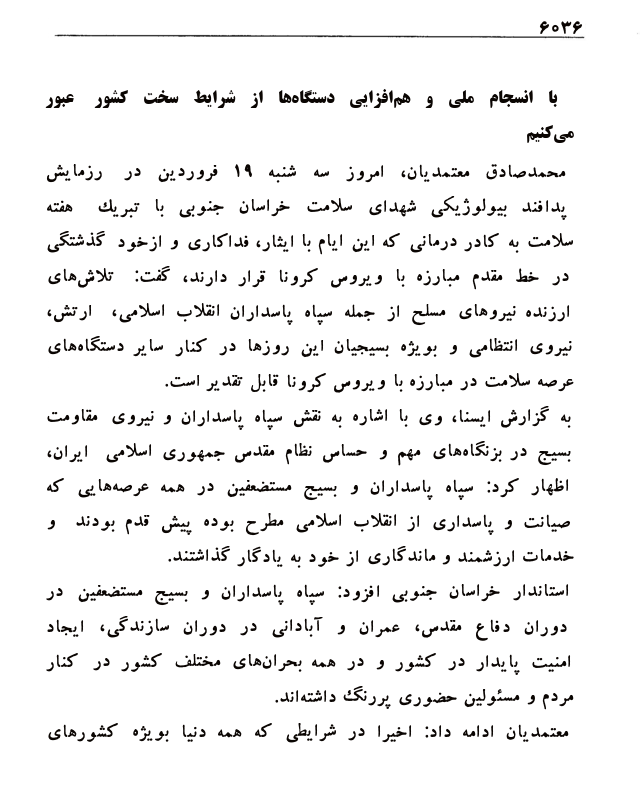 ۶۰۳۶
با انسجام ملی و هم‌افزایی دستگاه‌ها از شرایط سخت کشور عبور
می‌کنیم
محمدصادق معتمدیان، امروز سه شنبه ۱۹ فروردین در رزمایش
پدافند بیولوژیکی شهدای سلامت خراسان جنوبی با تبریك هفته
سلامت به کادر درمانی که این ایام با ایثار، فداکاری و ازخود گذشتگی
در خط مقدم مبارزه با ویروس کرونا قرار دارند، گفت: تلاش‌های
ارزنده نیروهای مسلح از جمله سپاه پاسداران انقلاب اسلامی، ارتش،
نیروی انتظامی و بویژه بسیجیان این روزها در کنار سایر دستگاه‌های
عرصه سلامت در مبارزه با ویروس کرونا قابل تقدیر است.
به گزارش ایسنا، وی با اشاره به نقش سپاه پاسداران و نیروی مقاومت
بسیج در بزنگاه‌های مهم و حساس نظام مقدس جمهوری اسلامی ایران،
اظهار کرد: سپاه پاسداران و بسیج مستضعفین در همه عرصه‌هایی که
صیانت و پاسداری از انقلاب اسلامی مطرح بوده پیش قدم بودند و
خدمات ارزشمند و ماندگاری از خود به یادگار گذاشتند.
استاندار خراسان جنوبی افزود: سپاه پاسداران و بسیج مستضعفین در
دوران دفاع مقدس، عمران و آبادانی در دوران سازندگی، ایجاد
امنیت پایدار در کشور و در همه بحران‌های مختلف کشور در کنار
مردم و مسئولین حضوری پررنگ داشته‌اند.
معتمدیان ادامه داد: اخیرا در شرایطی که همه دنیا بویژه کشورهای